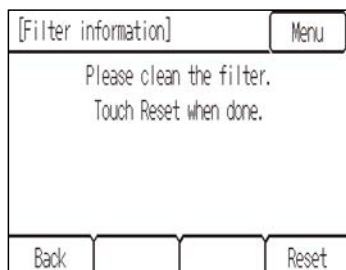 [Filter information]
Menu
Please clean the filter.
Touch Reset when done.
Back
Reset